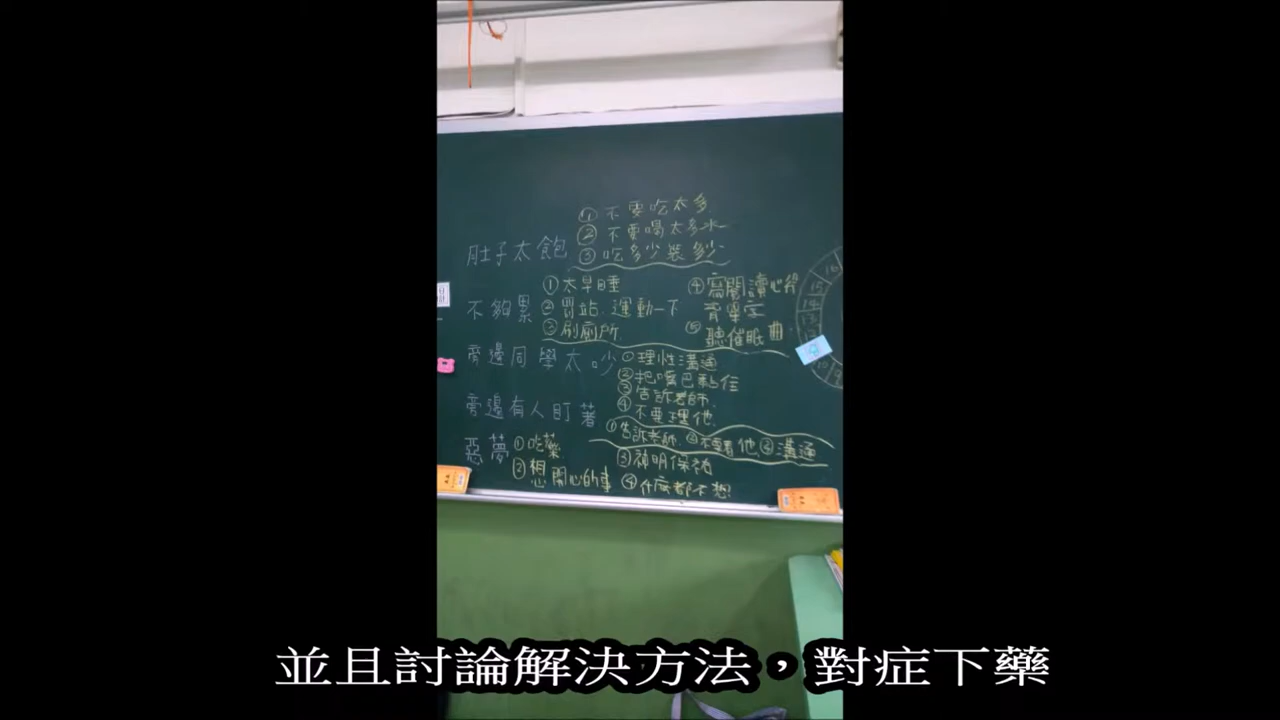 肚子太飽
①不要吃太多
②不要喝太多水
③吃多少裝多少
不夠累
①太早睡
②罰站.運動一下
③刷廁所
④寫閱讀心得
背單字
⑤聽催眠曲
旁邊同學太吵
①理性溝通
②把嘴巴黏住
③告訴老師
④不要理他
旁邊有人盯著
①告訴老師 ②不要看他 ③溝通
惡夢
①吃藥
②想開心的事
③神明保祐
④什麼都不想
16
15
14
13
並且討論解決方法，對症下藥